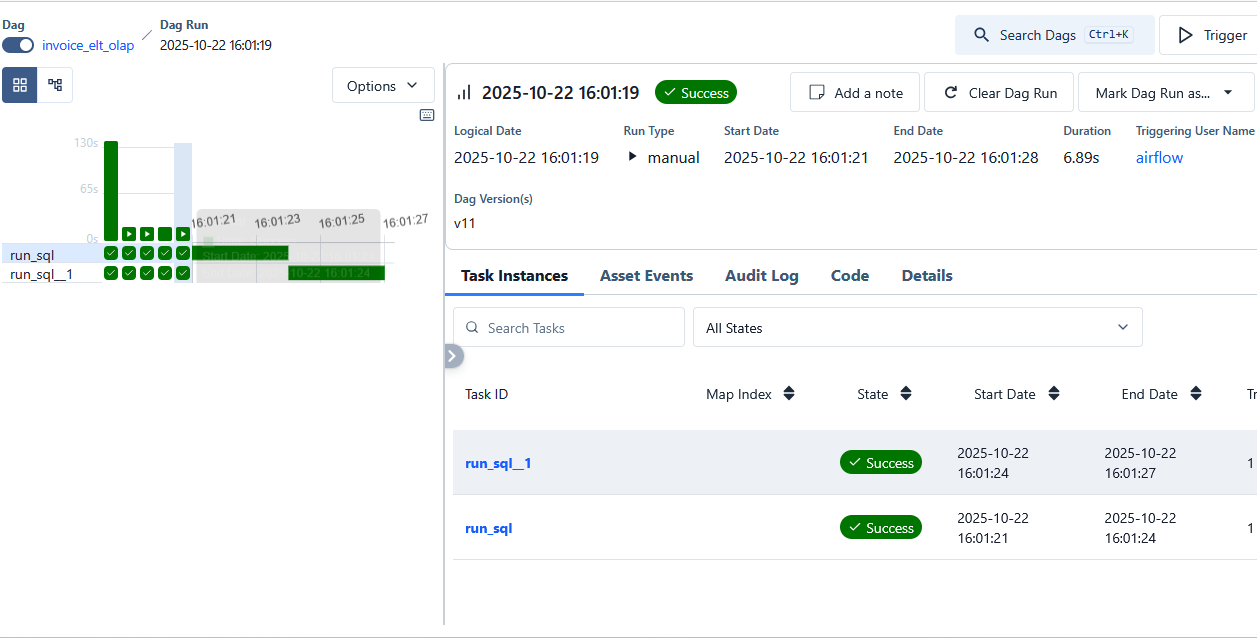 Dag
invoice_elt_olap
Dag Run
2025-10-22 16:01:19
Search Dags Ctrl+K
Trigger
Options
130s
65s
0s
16:01:21 16:01:23 16:01:25 16:01:27
run_sql
Start Date: 2025
run_sql__1
10-22 16:01:24
2025-10-22 16:01:19 Success
Add a note
Clear Dag Run
Mark Dag Run as...
Logical Date Run Type Start Date End Date Duration Triggering User Name
2025-10-22 16:01:19 manual 2025-10-22 16:01:21 2025-10-22 16:01:28 6.89s airflow
Dag Version(s)
v11
Task Instances Asset Events Audit Log Code Details
Search Tasks
All States
Task ID Map Index State Start Date End Date Tr
run_sql__1 Success 2025-10-22 16:01:24 2025-10-22 16:01:27 1
run_sql Success 2025-10-22 16:01:21 2025-10-22 16:01:24 1